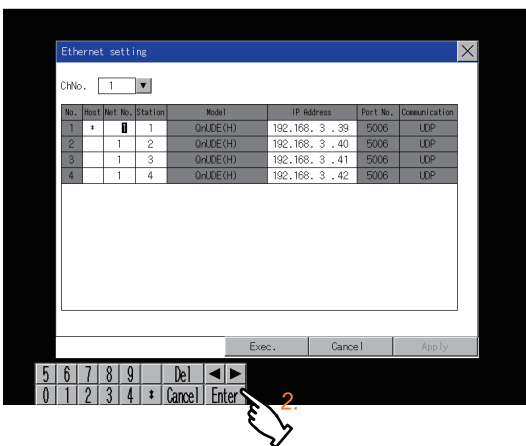 Ethernet setting
ChNo. 1
No. Host Net No. Station Model IP Address Port No. Communication
1 * 1 1 QnUDE(H) 192.168. 3 . 39 5006 UDP
2 1 2 QnUDE(H) 192.168. 3 . 40 5006 UDP
3 1 3 QnUDE(H) 192.168. 3 . 41 5006 UDP
4 1 4 QnUDE(H) 192.168. 3 . 42 5006 UDP
Exec. Cancel Apply
5 6 7 8 9 Del ◀ ▶
0 1 2 3 4 * Cancel Enter
2.